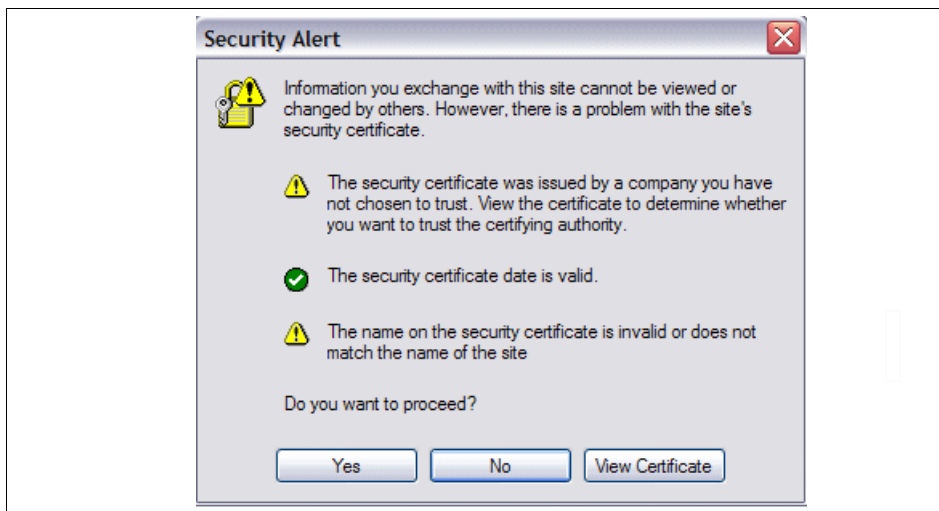 Security Alert
Information you exchange with this site cannot be viewed or
changed by others. However, there is a problem with the site's
security certificate.
The security certificate was issued by a company you have
not chosen to trust. View the certificate to determine whether
you want to trust the certifying authority.
The security certificate date is valid.
The name on the security certificate is invalid or does not
match the name of the site
Do you want to proceed?
Yes No View Certificate